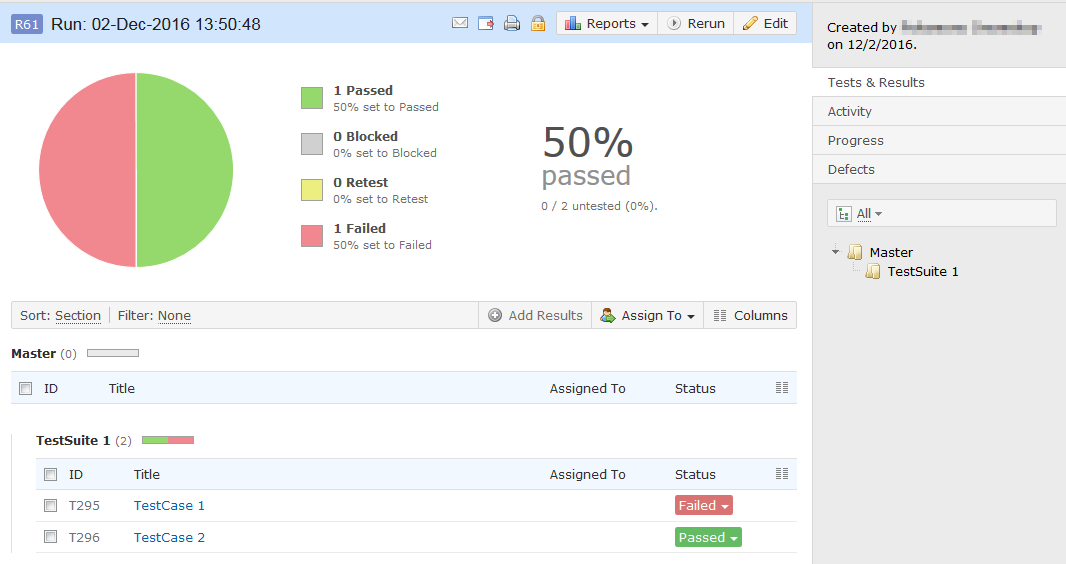 R61 Run: 02-Dec-2016 13:50:48
Reports Rerun Edit
1 Passed
50% set to Passed
0 Blocked
0% set to Blocked
0 Retest
0% set to Retest
1 Failed
50% set to Failed
50%
passed
0 / 2 untested (0%).
Sort: Section Filter: None Add Results Assign To Columns
Master (0)
ID Title Assigned To Status
TestSuite 1 (2)
ID Title Assigned To Status
T295 TestCase 1 Failed
T296 TestCase 2 Passed
Created by
on 12/2/2016.
Tests & Results
Activity
Progress
Defects
All
Master
TestSuite 1